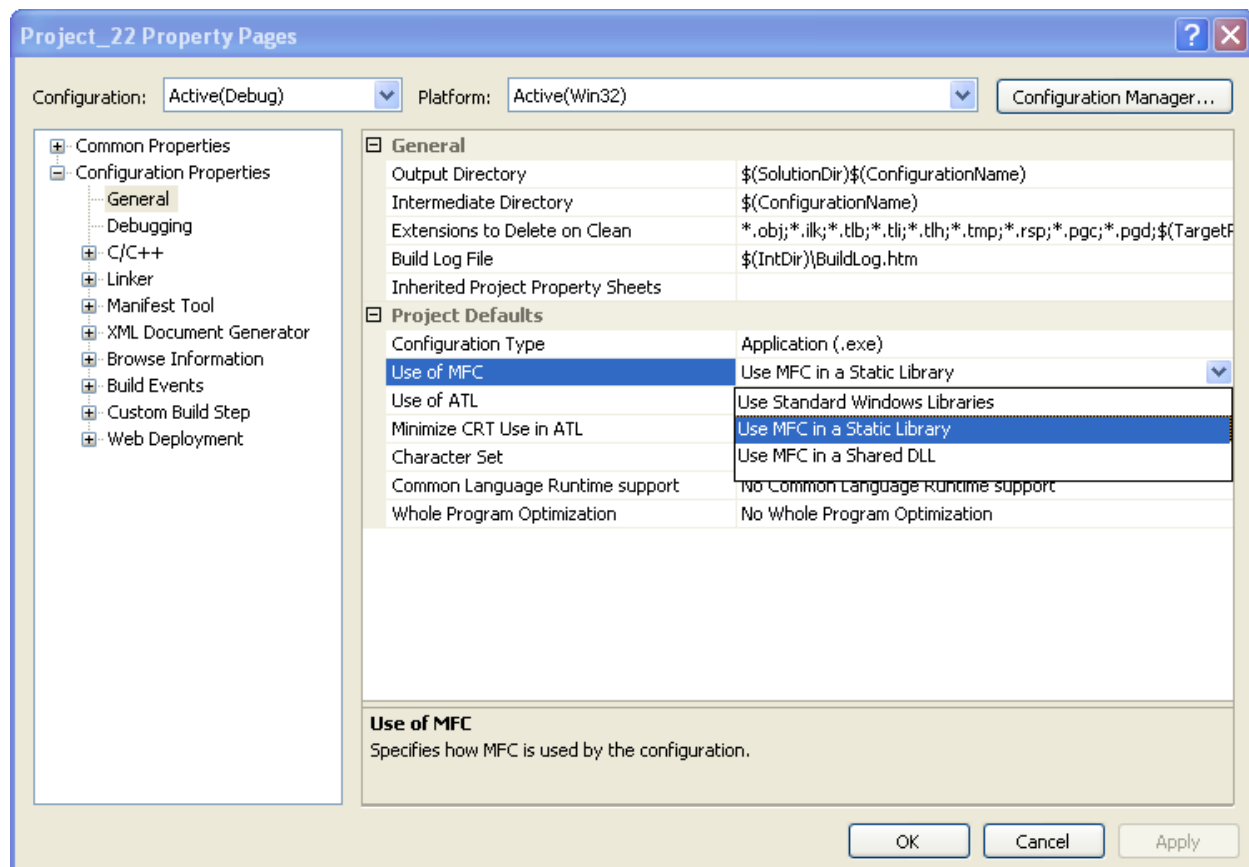 Project_22 Property Pages
Configuration: Active(Debug) Platform: Active(Win32) Configuration Manager...
Common Properties
Configuration Properties
General
Debugging
C/C++
Linker
Manifest Tool
XML Document Generator
Browse Information
Build Events
Custom Build Step
Web Deployment
General
Output Directory $(SolutionDir)$(ConfigurationName)
Intermediate Directory $(ConfigurationName)
Extensions to Delete on Clean *.obj;*.ilk;*.tlb;*.tli;*.tlh;*.tmp;*.rsp;*.pgc;*.pgd;$(TargetP
Build Log File $(IntDir)\BuildLog.htm
Inherited Project Property Sheets
Project Defaults
Configuration Type Application (.exe)
Use of MFC Use MFC in a Static Library
Use of ATL Use Standard Windows Libraries
Minimize CRT Use in ATL Use MFC in a Static Library
Character Set Use MFC in a Shared DLL
Common Language Runtime support No Common Language Runtime support
Whole Program Optimization No Whole Program Optimization
Use of MFC
Specifies how MFC is used by the configuration.
OK Cancel Apply